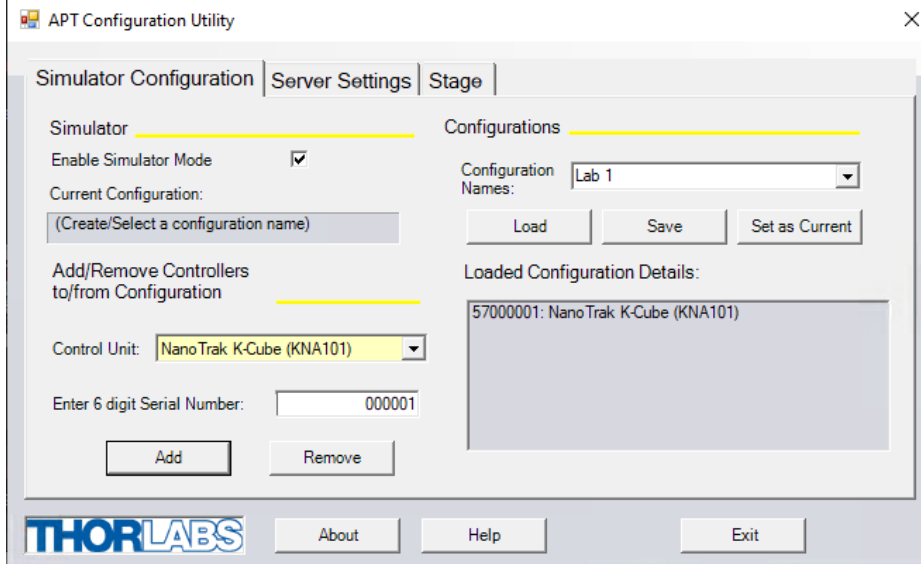 APT Configuration Utility
Simulator Configuration
Server Settings
Stage
Simulator
Enable Simulator Mode
Current Configuration:
(Create/Select a configuration name)
Add/Remove Controllers
to/from Configuration
Control Unit: NanoTrak K-Cube (KNA101)
Enter 6 digit Serial Number: 000001
Add
Remove
Configurations
Configuration
Names:
Lab 1
Load
Save
Set as Current
Loaded Configuration Details:
57000001: NanoTrak K-Cube (KNA101)
THORLABS
About
Help
Exit